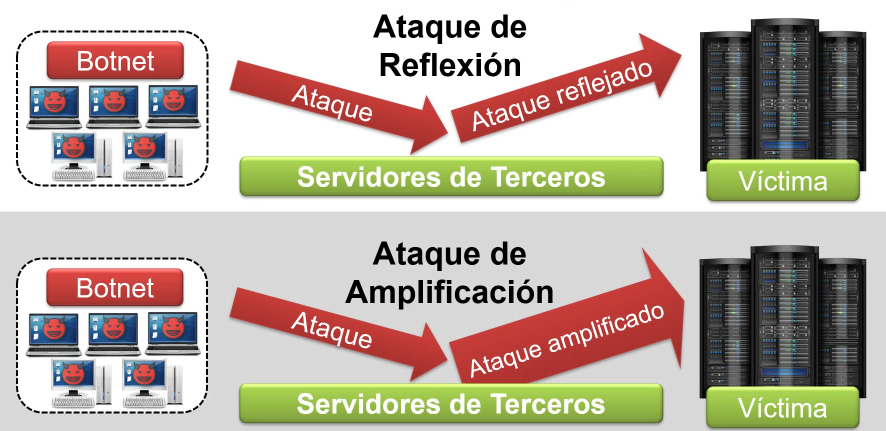 Ataque de
Reflexión
Botnet
Ataque
Ataque reflejado
Servidores de Terceros
Víctima
Ataque de
Amplificación
Botnet
Ataque
Ataque amplificado
Servidores de Terceros
Víctima